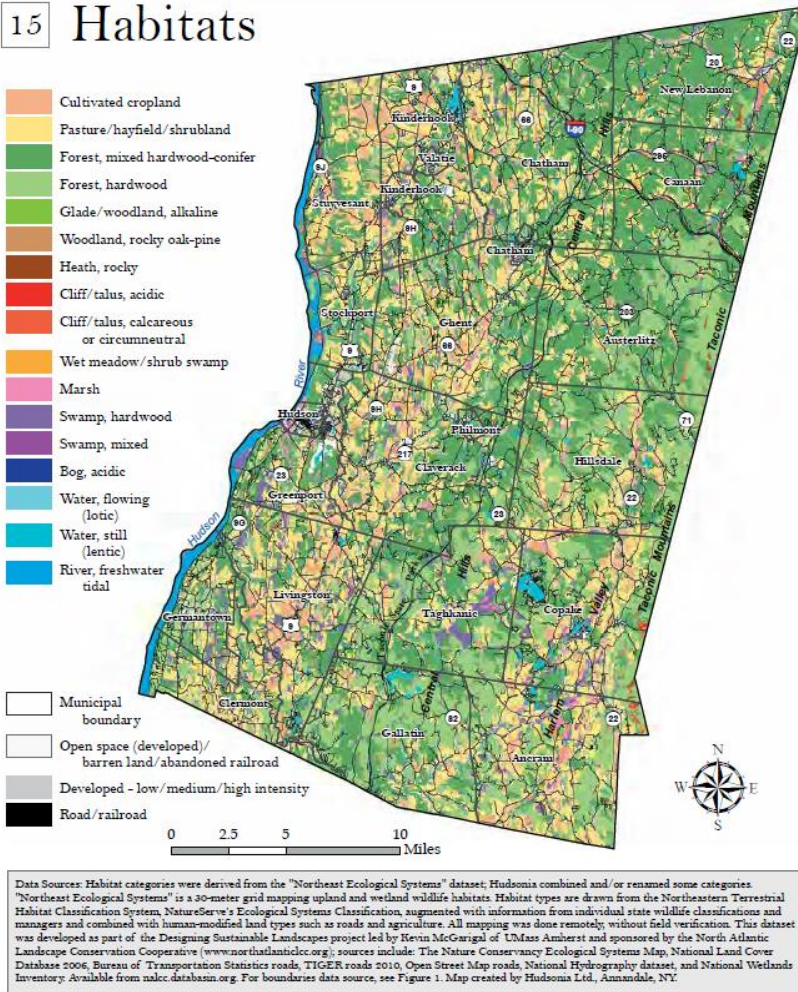 15 Habitats
Cultivated cropland
Pasture/hayfield/shrubland
Forest, mixed hardwood-conifer
Forest, hardwood
Glade/woodland, alkaline
Woodland, rocky oak-pine
Heath, rocky
Cliff/talus, acidic
Cliff/talus, calcareous
or circumneutral
Wet meadow/shrub swamp
Marsh
Swamp, hardwood
Swamp, mixed
Bog, acidic
Water, flowing
(lotic)
Water, still
(lentic)
River, freshwater
tidal
Municipal
boundary
Open space (developed)/
barren land/abandoned railroad
Developed - low/medium/high intensity
Road/railroad
22
20
New Lebanon
9
Kinderhook
66
I-90
Hills
Valatie
Chatham
295
Canaan
9J
Kinderhook
Stuyvesant
Mountains
9H
Central
Chatham
Stockport
203
Ghent
Austerlitz
Taconic
66
9
River
Hudson
9H
71
Philmont
217
Claverack
Hillsdale
23
Greenport
22
23
9G
Hudson
Hills
Taconic Mountains
Livingston
Taghkanic
Copake
Valley
Germantown
9
Central
Clermont
82
Harlem
22
Gallatin
Ancram
N
W E
S
0 2.5 5 10
Miles
Data Sources: Habitat categories were derived from the "Northeast Ecological Systems" dataset; Hudsonia combined and/or renamed some categories.
"Northeast Ecological Systems" is a 30-meter grid mapping upland and wetland wildlife habitats. Habitat types are drawn from the Northeastern Terrestrial
Habitat Classification System, NatureServe's Ecological Systems Classification, augmented with information from individual state wildlife classifications and
managers and combined with human-modified land types such as roads and agriculture. All mapping was done remotely, without field verification. This dataset
was developed as part of the Designing Sustainable Landscapes project led by Kevin McGarigal of UMass Amherst and sponsored by the North Atlantic
Landscape Conservation Cooperative (www.northatlanticlcc.org); sources include: The Nature Conservancy Ecological Systems Map, National Land Cover
Database 2006, Bureau of Transportation Statistics roads, TIGER roads 2010, Open Street Map roads, National Hydrography dataset, and National Wetlands
Inventory. Available from nalcc.databasin.org. For boundaries data source, see Figure 1. Map created by Hudsonia Ltd., Annandale, NY.